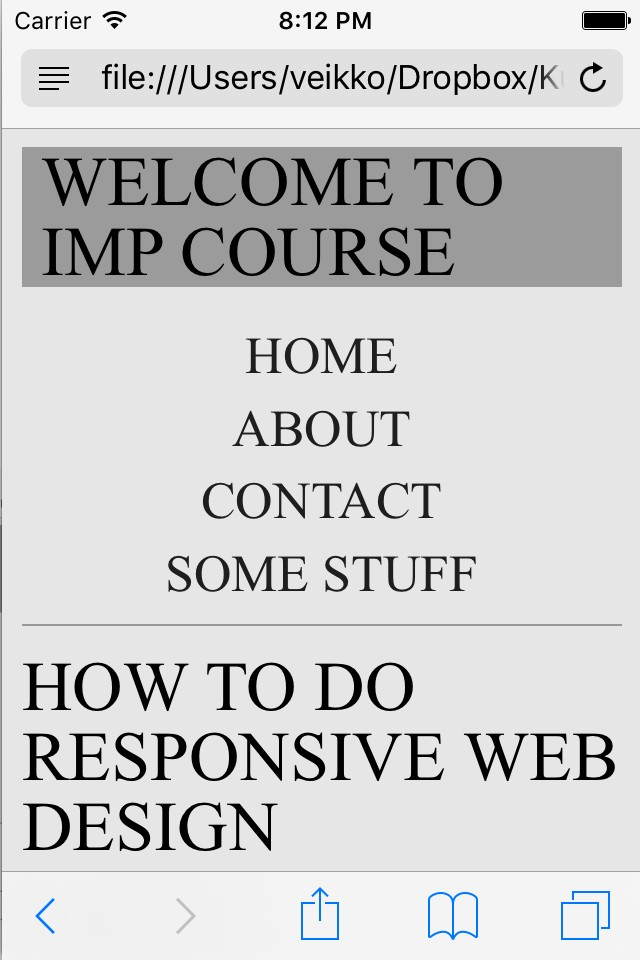 Carrier 8:12 PM
file:///Users/veikko/Dropbox/K
WELCOME TO
IMP COURSE
HOME
ABOUT
CONTACT
SOME STUFF
HOW TO DO
RESPONSIVE WEB
DESIGN